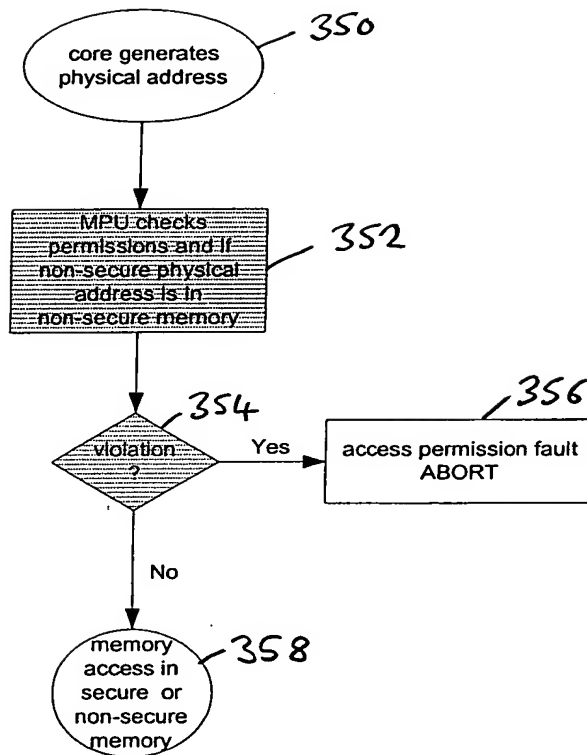 350
core generates
physical address
MPU checks
permissions and if
non-secure physical
address is in
non-secure memory
352
354
violation
?
Yes
356
access permission fault
ABORT
No
358
memory
access in
secure or
non-secure
memory